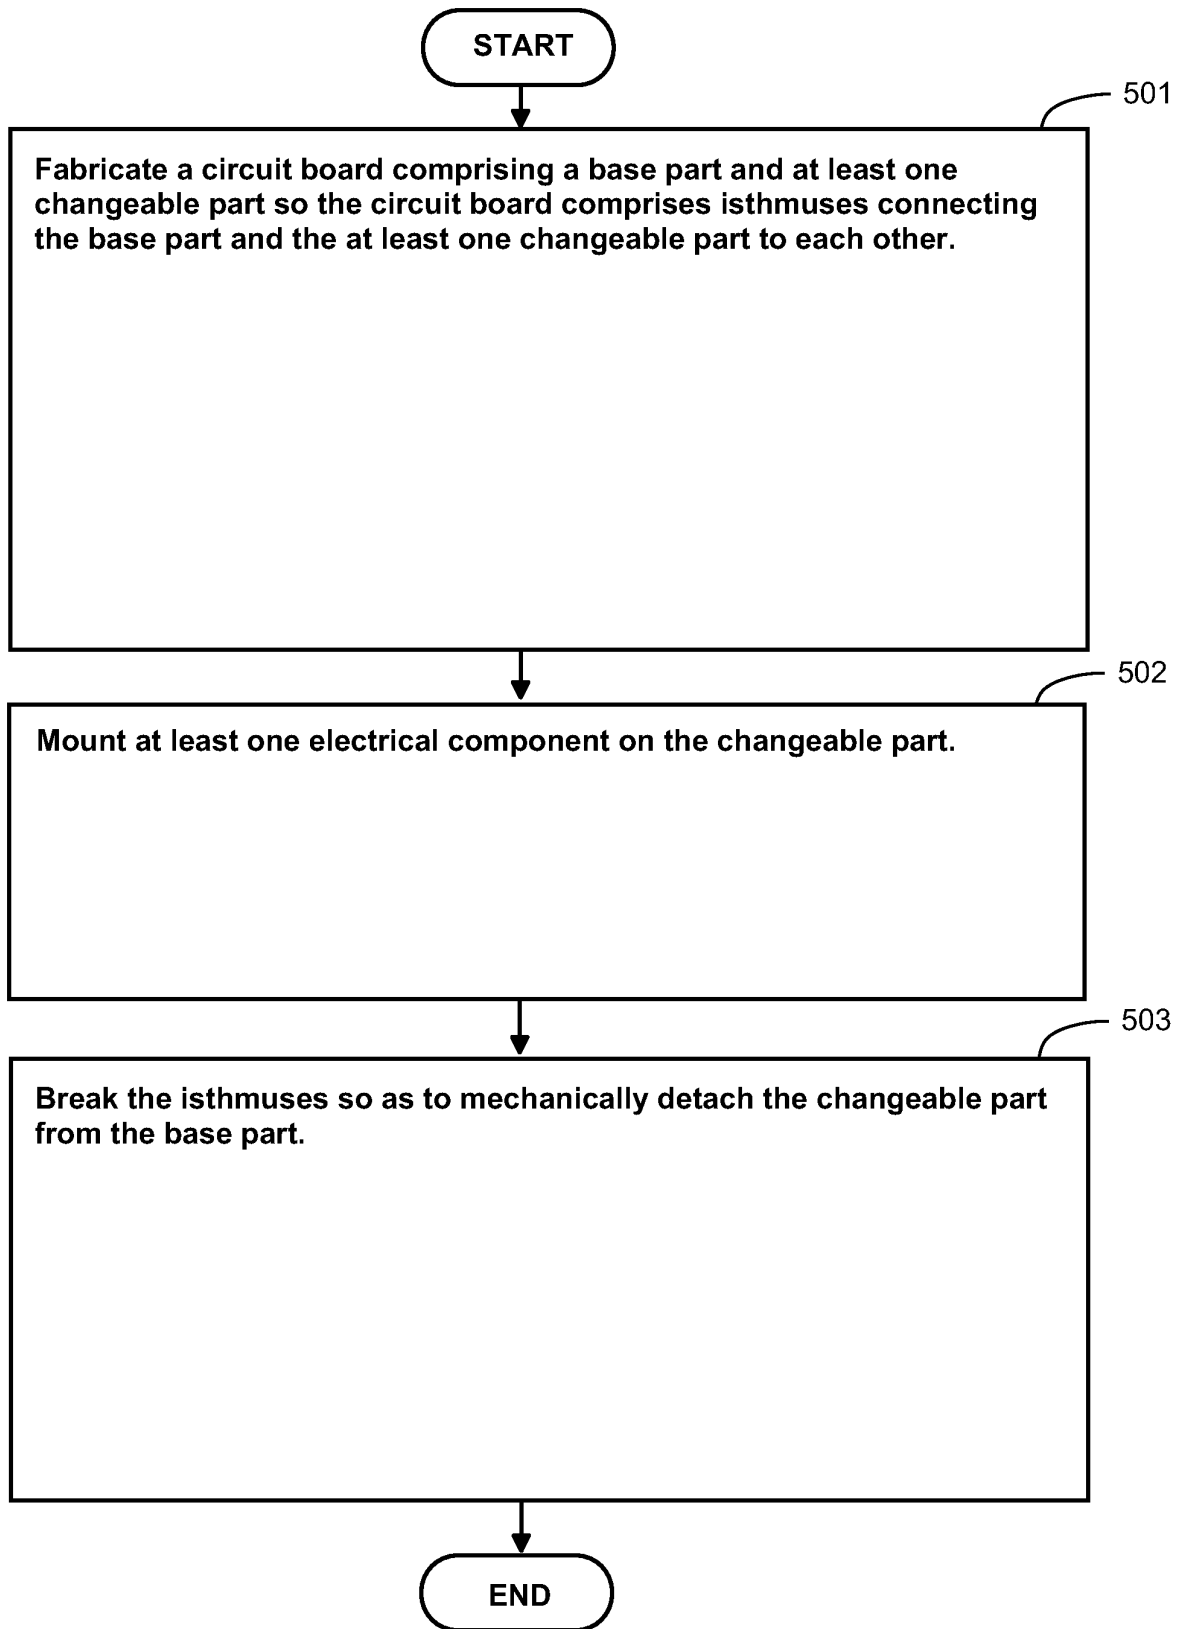 START
501
Fabricate a circuit board comprising a base part and at least one
changeable part so the circuit board comprises isthmuses connecting
the base part and the at least one changeable part to each other.
502
Mount at least one electrical component on the changeable part.
503
Break the isthmuses so as to mechanically detach the changeable part
from the base part.
END